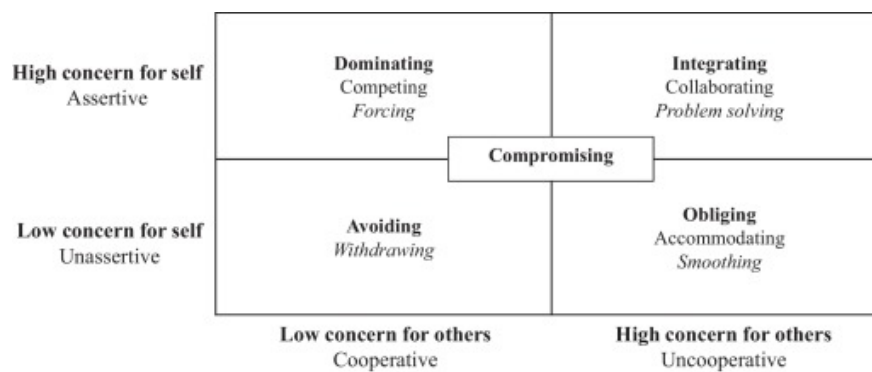 High concern for self
Assertive
Dominating
Competing
Forcing
Integrating
Collaborating
Problem solving
Compromising
Low concern for self
Unassertive
Avoiding
Withdrawing
Obliging
Accommodating
Smoothing
Low concern for others
Cooperative
High concern for others
Uncooperative